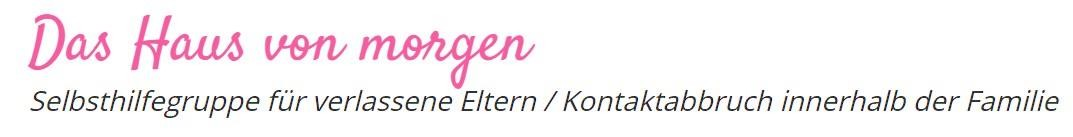 Das Haus von morgen
Selbsthilfegruppe für verlassene Eltern / Kontaktabbruch innerhalb der Familie